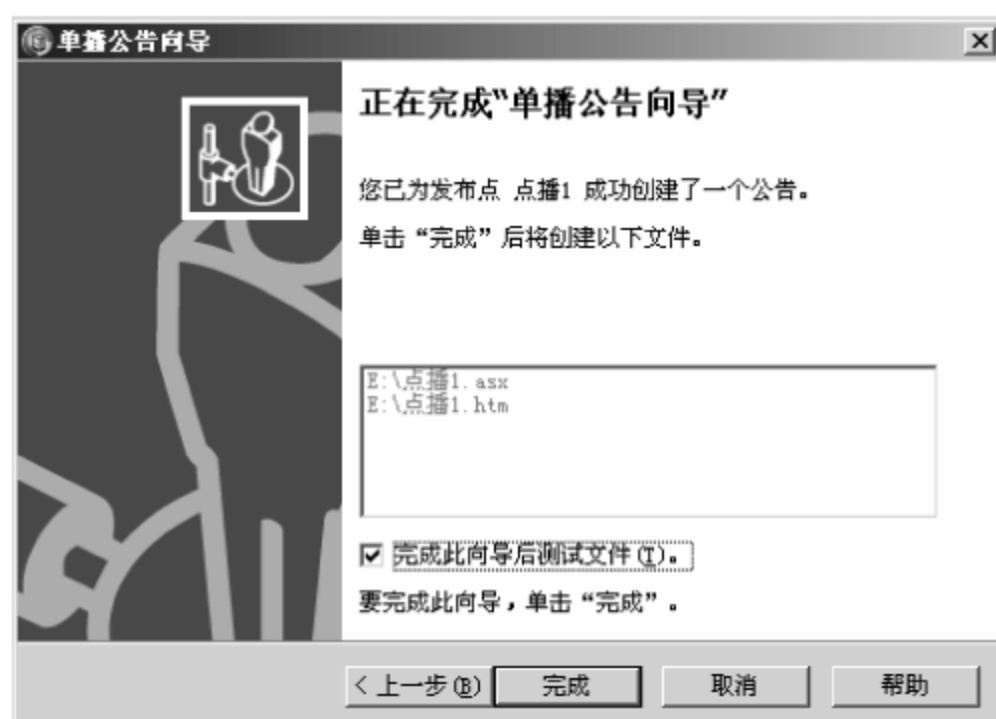 单播公告向导
正在完成“单播公告向导”
您已为发布点 点播1 成功创建了一个公告。
单击“完成”后将创建以下文件。
E:\点播1.asx
E:\点播1.htm
完成此向导后测试文件(T)。
要完成此向导，单击“完成”。
< 上一步(B) 完成 取消 帮助